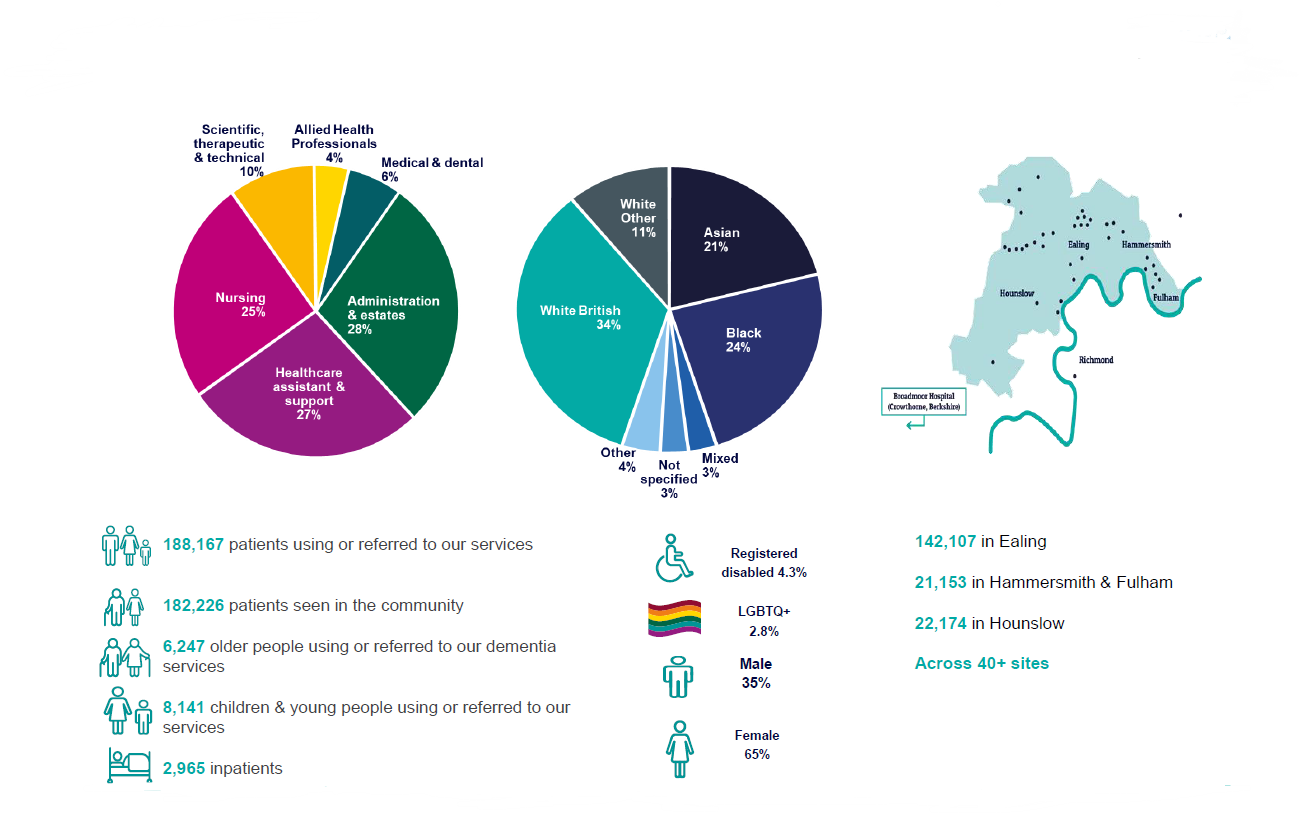 Scientific,
therapeutic
& technical
10%
Allied Health
Professionals
4%
Medical & dental
6%
Nursing
25%
Administration
& estates
28%
Healthcare
assistant &
support
27%
White
Other
11%
Asian
21%
White British
34%
Black
24%
Other
4%
Not
specified
3%
Mixed
3%
Ealing
Hammersmith
Hounslow
Fulham
Richmond
Broadmoor Hospital
(Crowthorne, Berkshire)
188,167 patients using or referred to our services
182,226 patients seen in the community
6,247 older people using or referred to our dementia
services
8,141 children & young people using or referred to our
services
2,965 inpatients
Registered
disabled 4.3%
LGBTQ+
2.8%
Male
35%
Female
65%
142,107 in Ealing
21,153 in Hammersmith & Fulham
22,174 in Hounslow
Across 40+ sites